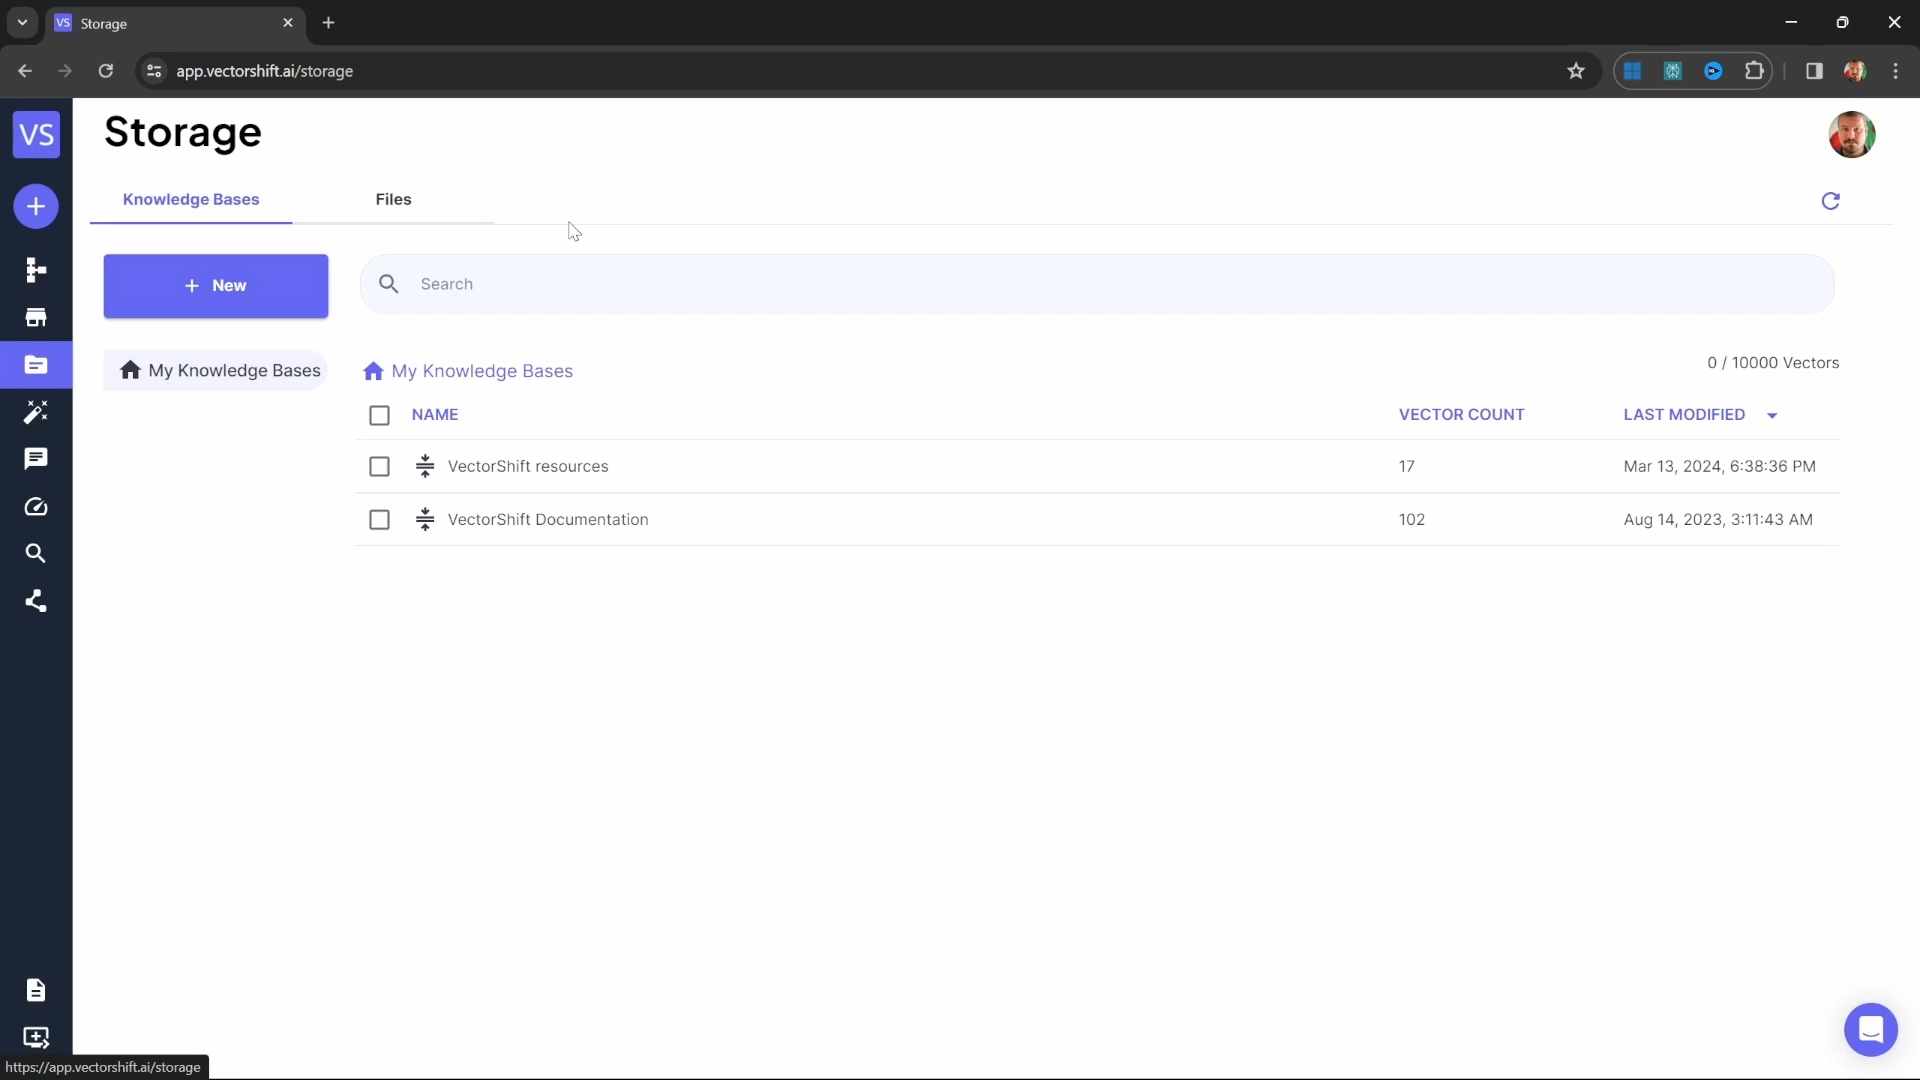 VS Storage
app.vectorshift.ai/storage
VS
Storage
Knowledge Bases
Files
+ New
Search
My Knowledge Bases
My Knowledge Bases
0 / 10000 Vectors
NAME
VECTOR COUNT
LAST MODIFIED
VectorShift resources
17
Mar 13, 2024, 6:38:36 PM
VectorShift Documentation
102
Aug 14, 2023, 3:11:43 AM
https://app.vectorshift.ai/storage